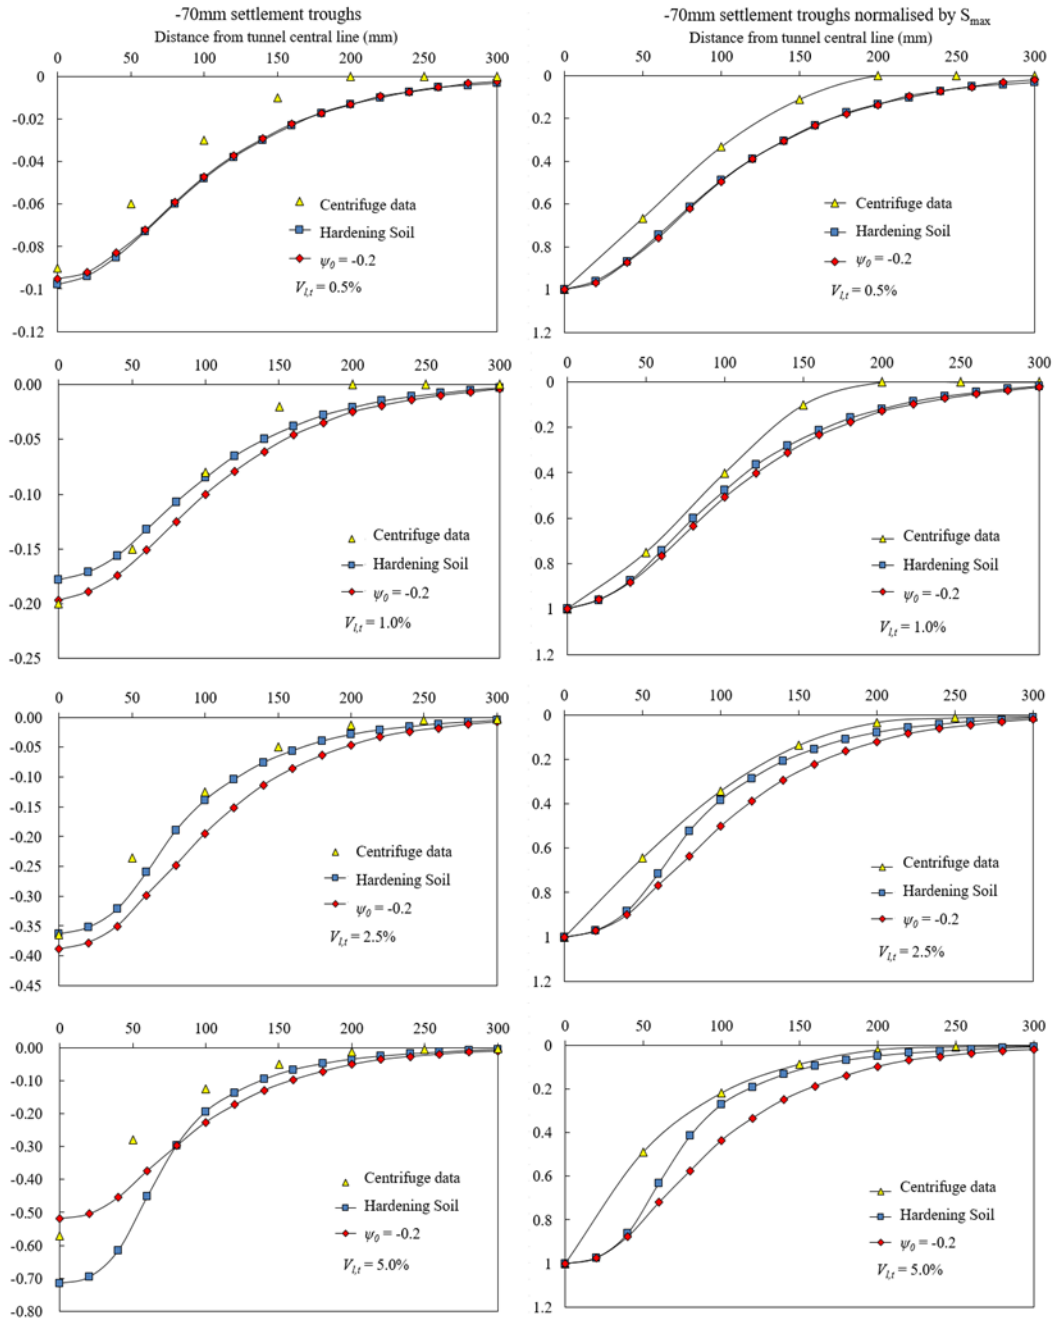 -70mm settlement troughs
Distance from tunnel central line (mm)
0 50 100 150 200 250 300
0
-0.02
-0.04
-0.06
-0.08
-0.1
-0.12
Centrifuge data
Hardening Soil
ψ0 = -0.2
Vl,t = 0.5%
-70mm settlement troughs normalised by Smax
Distance from tunnel central line (mm)
0 50 100 150 200 250 300
0
0.2
0.4
0.6
0.8
1
1.2
Centrifuge data
Hardening Soil
ψ0 = -0.2
Vl,t = 0.5%
0 50 100 150 200 250 300
0.00
-0.05
-0.10
-0.15
-0.20
-0.25
Centrifuge data
Hardening Soil
ψ0 = -0.2
Vl,t = 1.0%
0 50 100 150 200 250 300
0
0.2
0.4
0.6
0.8
1
1.2
Centrifuge data
Hardening Soil
ψ0 = -0.2
Vl,t = 1.0%
0 50 100 150 200 250 300
0.00
-0.05
-0.10
-0.15
-0.20
-0.25
-0.30
-0.35
-0.40
-0.45
Centrifuge data
Hardening Soil
ψ0 = -0.2
Vl,t = 2.5%
0 50 100 150 200 250 300
0
0.2
0.4
0.6
0.8
1
1.2
Centrifuge data
Hardening Soil
ψ0 = -0.2
Vl,t = 2.5%
0 50 100 150 200 250 300
0.00
-0.10
-0.20
-0.30
-0.40
-0.50
-0.60
-0.70
-0.80
Centrifuge data
Hardening Soil
ψ0 = -0.2
Vl,t = 5.0%
0 50 100 150 200 250 300
0
0.2
0.4
0.6
0.8
1
1.2
Centrifuge data
Hardening Soil
ψ0 = -0.2
Vl,t = 5.0%